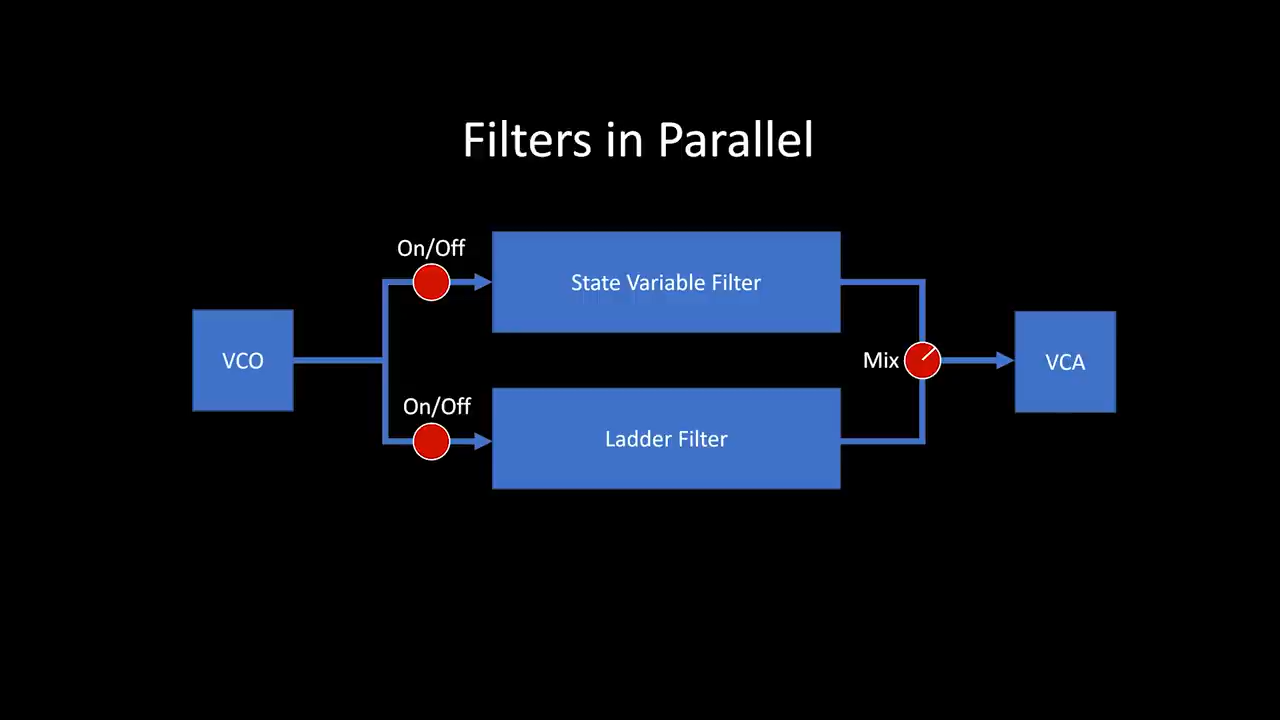 Filters in Parallel
On/Off
State Variable Filter
VCO
Mix
VCA
On/Off
Ladder Filter